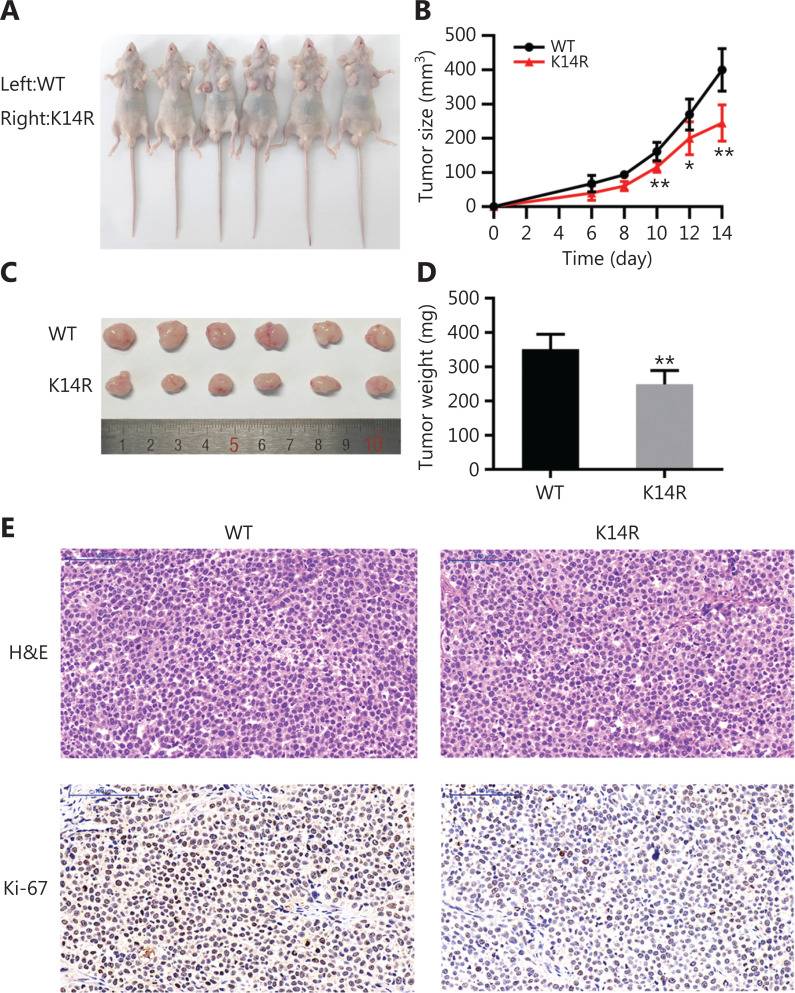 A
Left:WT
Right:K14R
B
Tumor size (mm³)
500
400
300
200
100
0
WT
K14R
**
*
**
0 2 4 6 8 10 12 14
Time (day)
C
WT
K14R
1 2 3 4 5 6 7 8 9 10
D
Tumor weight (mg)
500
400
300
200
100
0
**
WT K14R
E
WT K14R
H&E
Ki-67